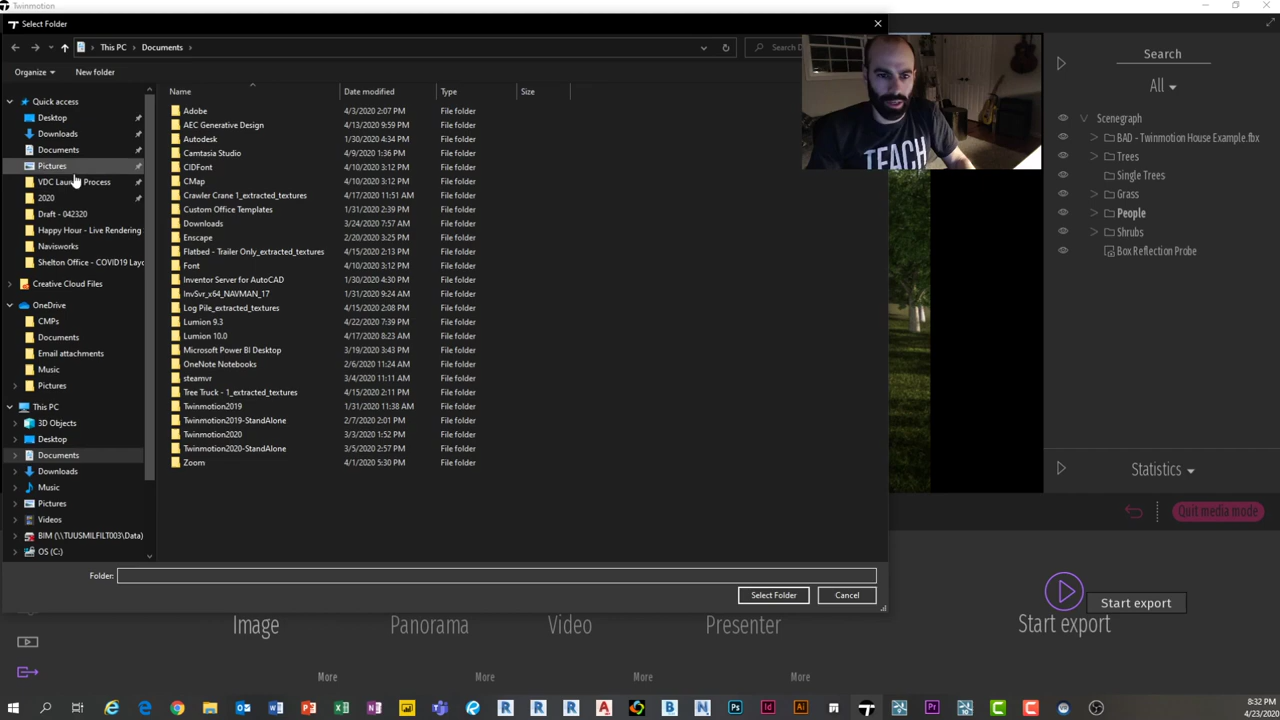 Twinmotion
Select Folder
This PC
Documents
Search D
Organize
New folder
Name
Date modified
Type
Size
Quick access
Desktop
Downloads
Documents
Pictures
VDC Laun Process
2020
Draft - 042320
Happy Hour - Live Rendering
Navisworks
Shelton Office - COVID19 Layo
Creative Cloud Files
OneDrive
CMPs
Documents
Email attachments
Music
Pictures
This PC
3D Objects
Desktop
Documents
Downloads
Music
Pictures
Videos
BIM (\\TUUSMILFILT003\Data)
OS (C:)
Adobe 4/3/2020 2:07 PM File folder
AEC Generative Design 4/13/2020 9:59 PM File folder
Autodesk 1/30/2020 4:34 PM File folder
Camtasia Studio 4/9/2020 1:36 PM File folder
CIDFont 4/10/2020 3:12 PM File folder
CMap 4/10/2020 3:12 PM File folder
Crawler Crane 1_extracted_textures 4/17/2020 11:51 AM File folder
Custom Office Templates 1/31/2020 2:39 PM File folder
Downloads 3/24/2020 7:57 AM File folder
Enscape 2/20/2020 3:25 PM File folder
Flatbed - Trailer Only_extracted_textures 4/15/2020 2:13 PM File folder
Font 4/10/2020 3:12 PM File folder
Inventor Server for AutoCAD 1/30/2020 4:30 PM File folder
InvSvr_x64_NAVMAN_17 1/31/2020 9:24 AM File folder
Log Pile_extracted_textures 4/15/2020 2:08 PM File folder
Lumion 9.3 4/22/2020 7:39 PM File folder
Lumion 10.0 4/17/2020 8:23 AM File folder
Microsoft Power BI Desktop 3/19/2020 3:43 PM File folder
OneNote Notebooks 2/6/2020 11:24 AM File folder
steamvr 3/4/2020 11:11 AM File folder
Tree Truck - 1_extracted_textures 4/15/2020 2:11 PM File folder
Twinmotion2019 1/31/2020 11:38 AM File folder
Twinmotion2019-StandAlone 2/7/2020 2:01 PM File folder
Twinmotion2020 3/3/2020 1:52 PM File folder
Twinmotion2020-StandAlone 3/5/2020 2:57 PM File folder
Zoom 4/1/2020 5:30 PM File folder
Folder:
Select Folder
Cancel
TEACH
Search
All
Scenegraph
BAD - Twinmotion House Example.fbx
Trees
Single Trees
Grass
People
Shrubs
Box Reflection Probe
Statistics
Quit media mode
Start export
Start export
Image
Panorama
Video
Presenter
More
More
More
More
8:32 PM
4/23/2020